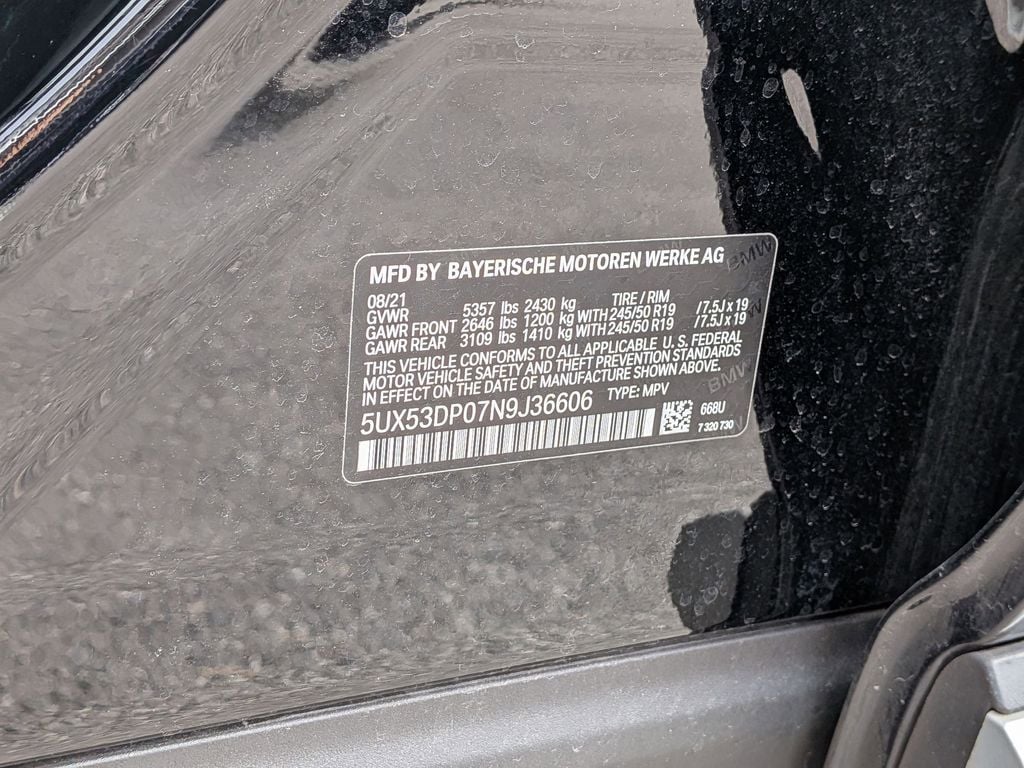 MFD BY BAYERISCHE MOTOREN WERKE AG
08/21 TIRE / RIM
GVWR 5357 lbs 2430 kg
GAWR FRONT 2646 lbs 1200 kg WITH 245/50 R19 /7.5J x 19
GAWR REAR 3109 lbs 1410 kg WITH 245/50 R19 /7.5J x 19
THIS VEHICLE CONFORMS TO ALL APPLICABLE U. S. FEDERAL
MOTOR VEHICLE SAFETY AND THEFT PREVENTION STANDARDS
IN EFFECT ON THE DATE OF MANUFACTURE SHOWN ABOVE.
5UX53DP07N9J36606 TYPE: MPV
668U
7 320 730
BMW
BMW
BMW